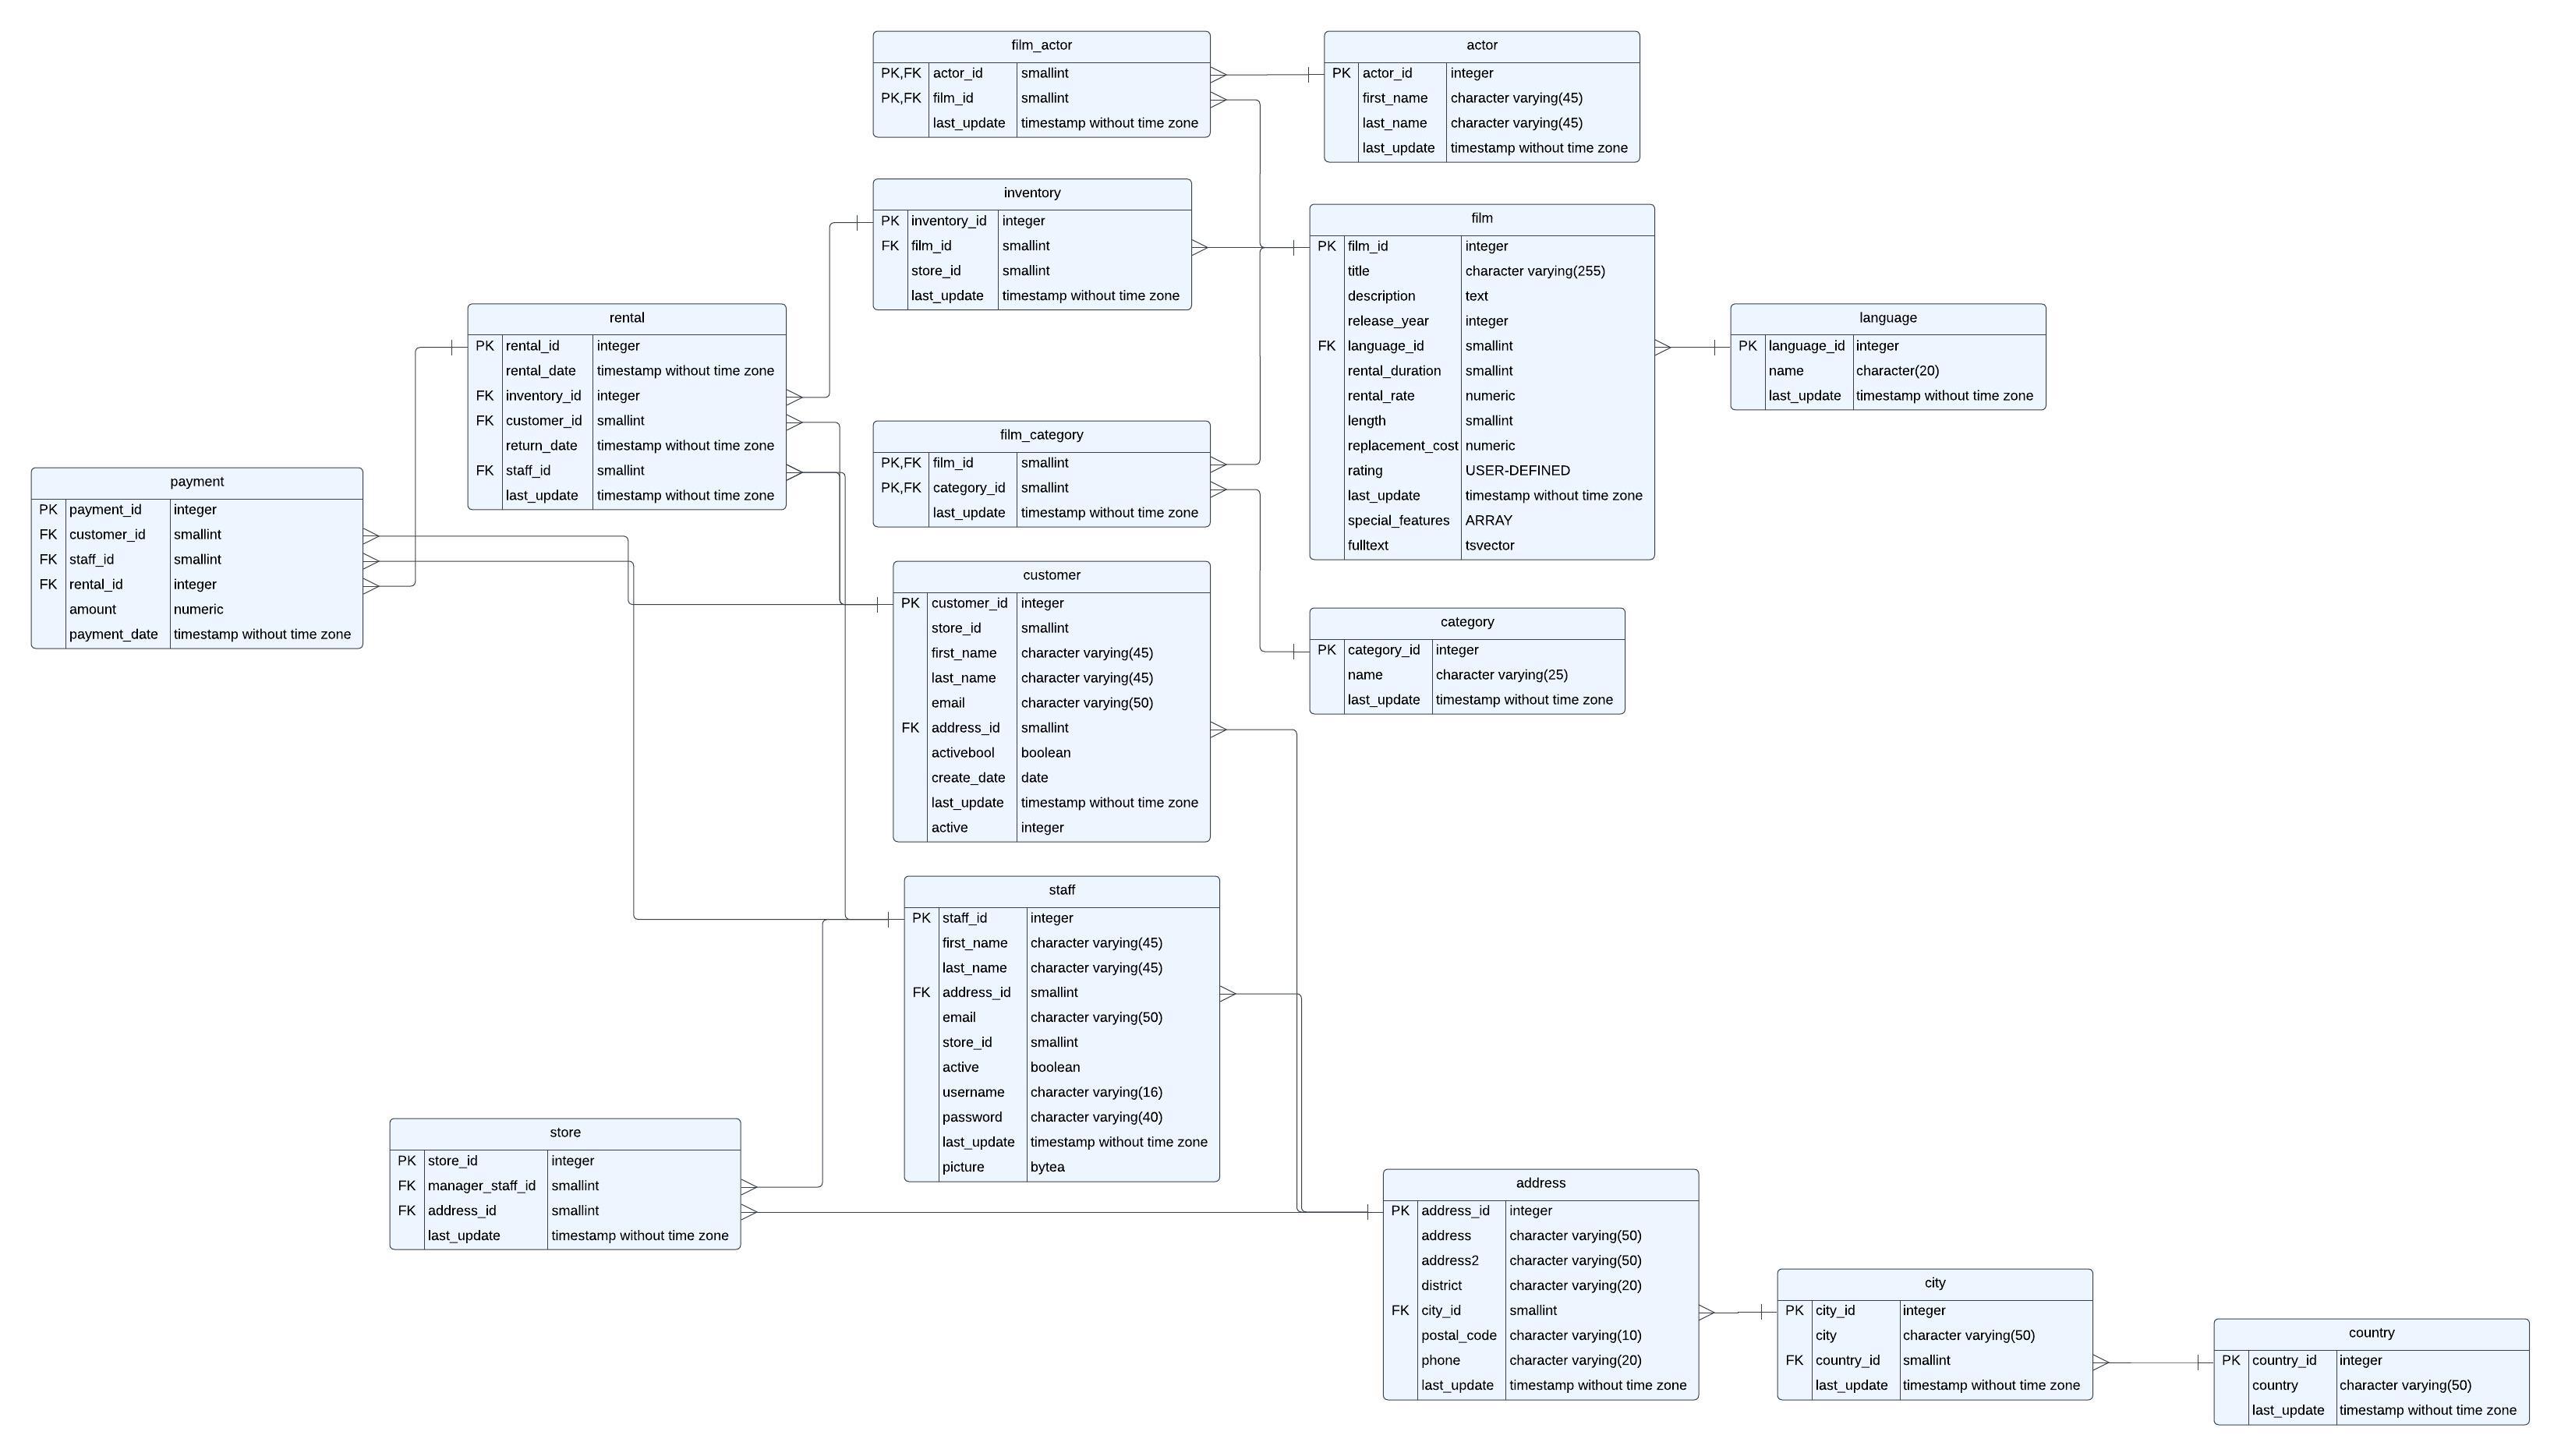 film_actor
PK,FK actor_id smallint
PK,FK film_id smallint
last_update timestamp without time zone
actor
PK actor_id integer
first_name character varying(45)
last_name character varying(45)
last_update timestamp without time zone
inventory
PK inventory_id integer
FK film_id smallint
store_id smallint
last_update timestamp without time zone
film
PK film_id integer
title character varying(255)
description text
release_year integer
FK language_id smallint
rental_duration smallint
rental_rate numeric
length smallint
replacement_cost numeric
rating USER-DEFINED
last_update timestamp without time zone
special_features ARRAY
fulltext tsvector
language
PK language_id integer
name character(20)
last_update timestamp without time zone
rental
PK rental_id integer
rental_date timestamp without time zone
FK inventory_id integer
FK customer_id smallint
return_date timestamp without time zone
FK staff_id smallint
last_update timestamp without time zone
film_category
PK,FK film_id smallint
PK,FK category_id smallint
last_update timestamp without time zone
payment
PK payment_id integer
FK customer_id smallint
FK staff_id smallint
FK rental_id integer
amount numeric
payment_date timestamp without time zone
customer
PK customer_id integer
store_id smallint
first_name character varying(45)
last_name character varying(45)
email character varying(50)
FK address_id smallint
activebool boolean
create_date date
last_update timestamp without time zone
active integer
category
PK category_id integer
name character varying(25)
last_update timestamp without time zone
staff
PK staff_id integer
first_name character varying(45)
last_name character varying(45)
FK address_id smallint
email character varying(50)
store_id smallint
active boolean
username character varying(16)
password character varying(40)
last_update timestamp without time zone
picture bytea
store
PK store_id integer
FK manager_staff_id smallint
FK address_id smallint
last_update timestamp without time zone
address
PK address_id integer
address character varying(50)
address2 character varying(50)
district character varying(20)
FK city_id smallint
postal_code character varying(10)
phone character varying(20)
last_update timestamp without time zone
city
PK city_id integer
city character varying(50)
FK country_id smallint
last_update timestamp without time zone
country
PK country_id integer
country character varying(50)
last_update timestamp without time zone